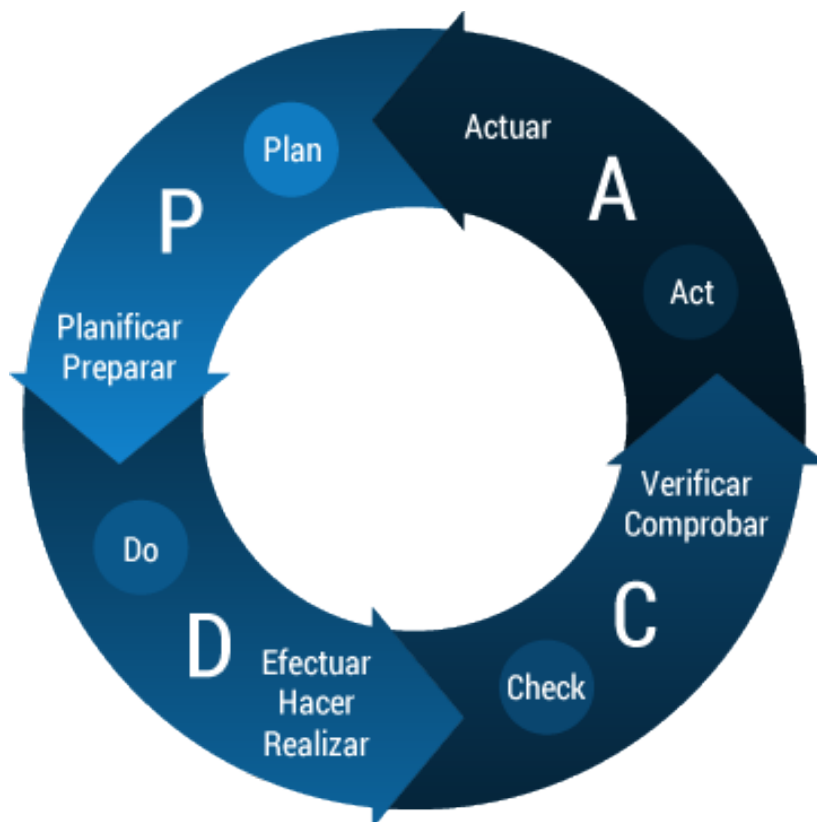 Plan
P
Planificar
Preparar
Do
D
Efectuar
Hacer
Realizar
Check
C
Verificar
Comprobar
Act
A
Actuar